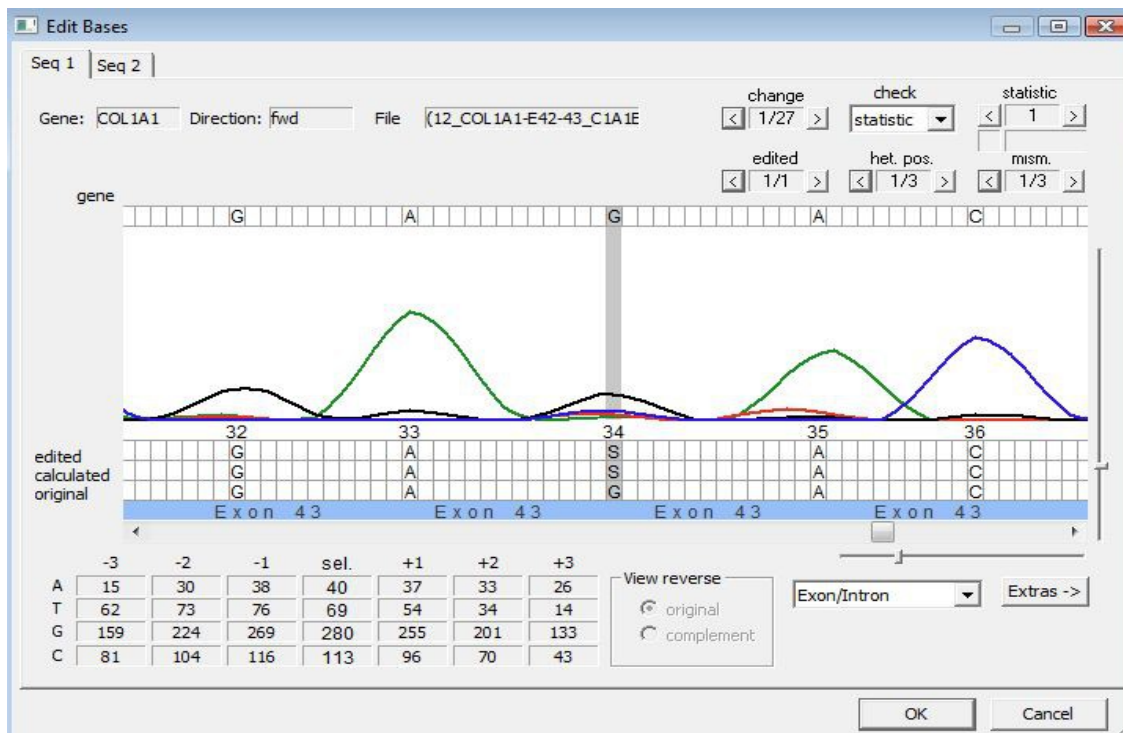 Edit Bases
Seq 1 Seq 2
change check statistic
Gene: COL1A1 Direction: fwd File (12_COL1A1-E42-43_C1A1E < 1/27 > statistic < 1 >
edited het. pos. mism.
< 1/1 > < 1/3 > < 1/3 >
gene
G A G A C
32 33 34 35 36
edited G A S A C
calculated G A S A C
original G A G A C
Exon 43 Exon 43 Exon 43 Exon 43
-3 -2 -1 sel. +1 +2 +3
A 15 30 38 40 37 33 26
T 62 73 76 69 54 34 14
G 159 224 269 280 255 201 133
C 81 104 116 113 96 70 43
View reverse
original
complement
Exon/Intron Extras ->
OK Cancel